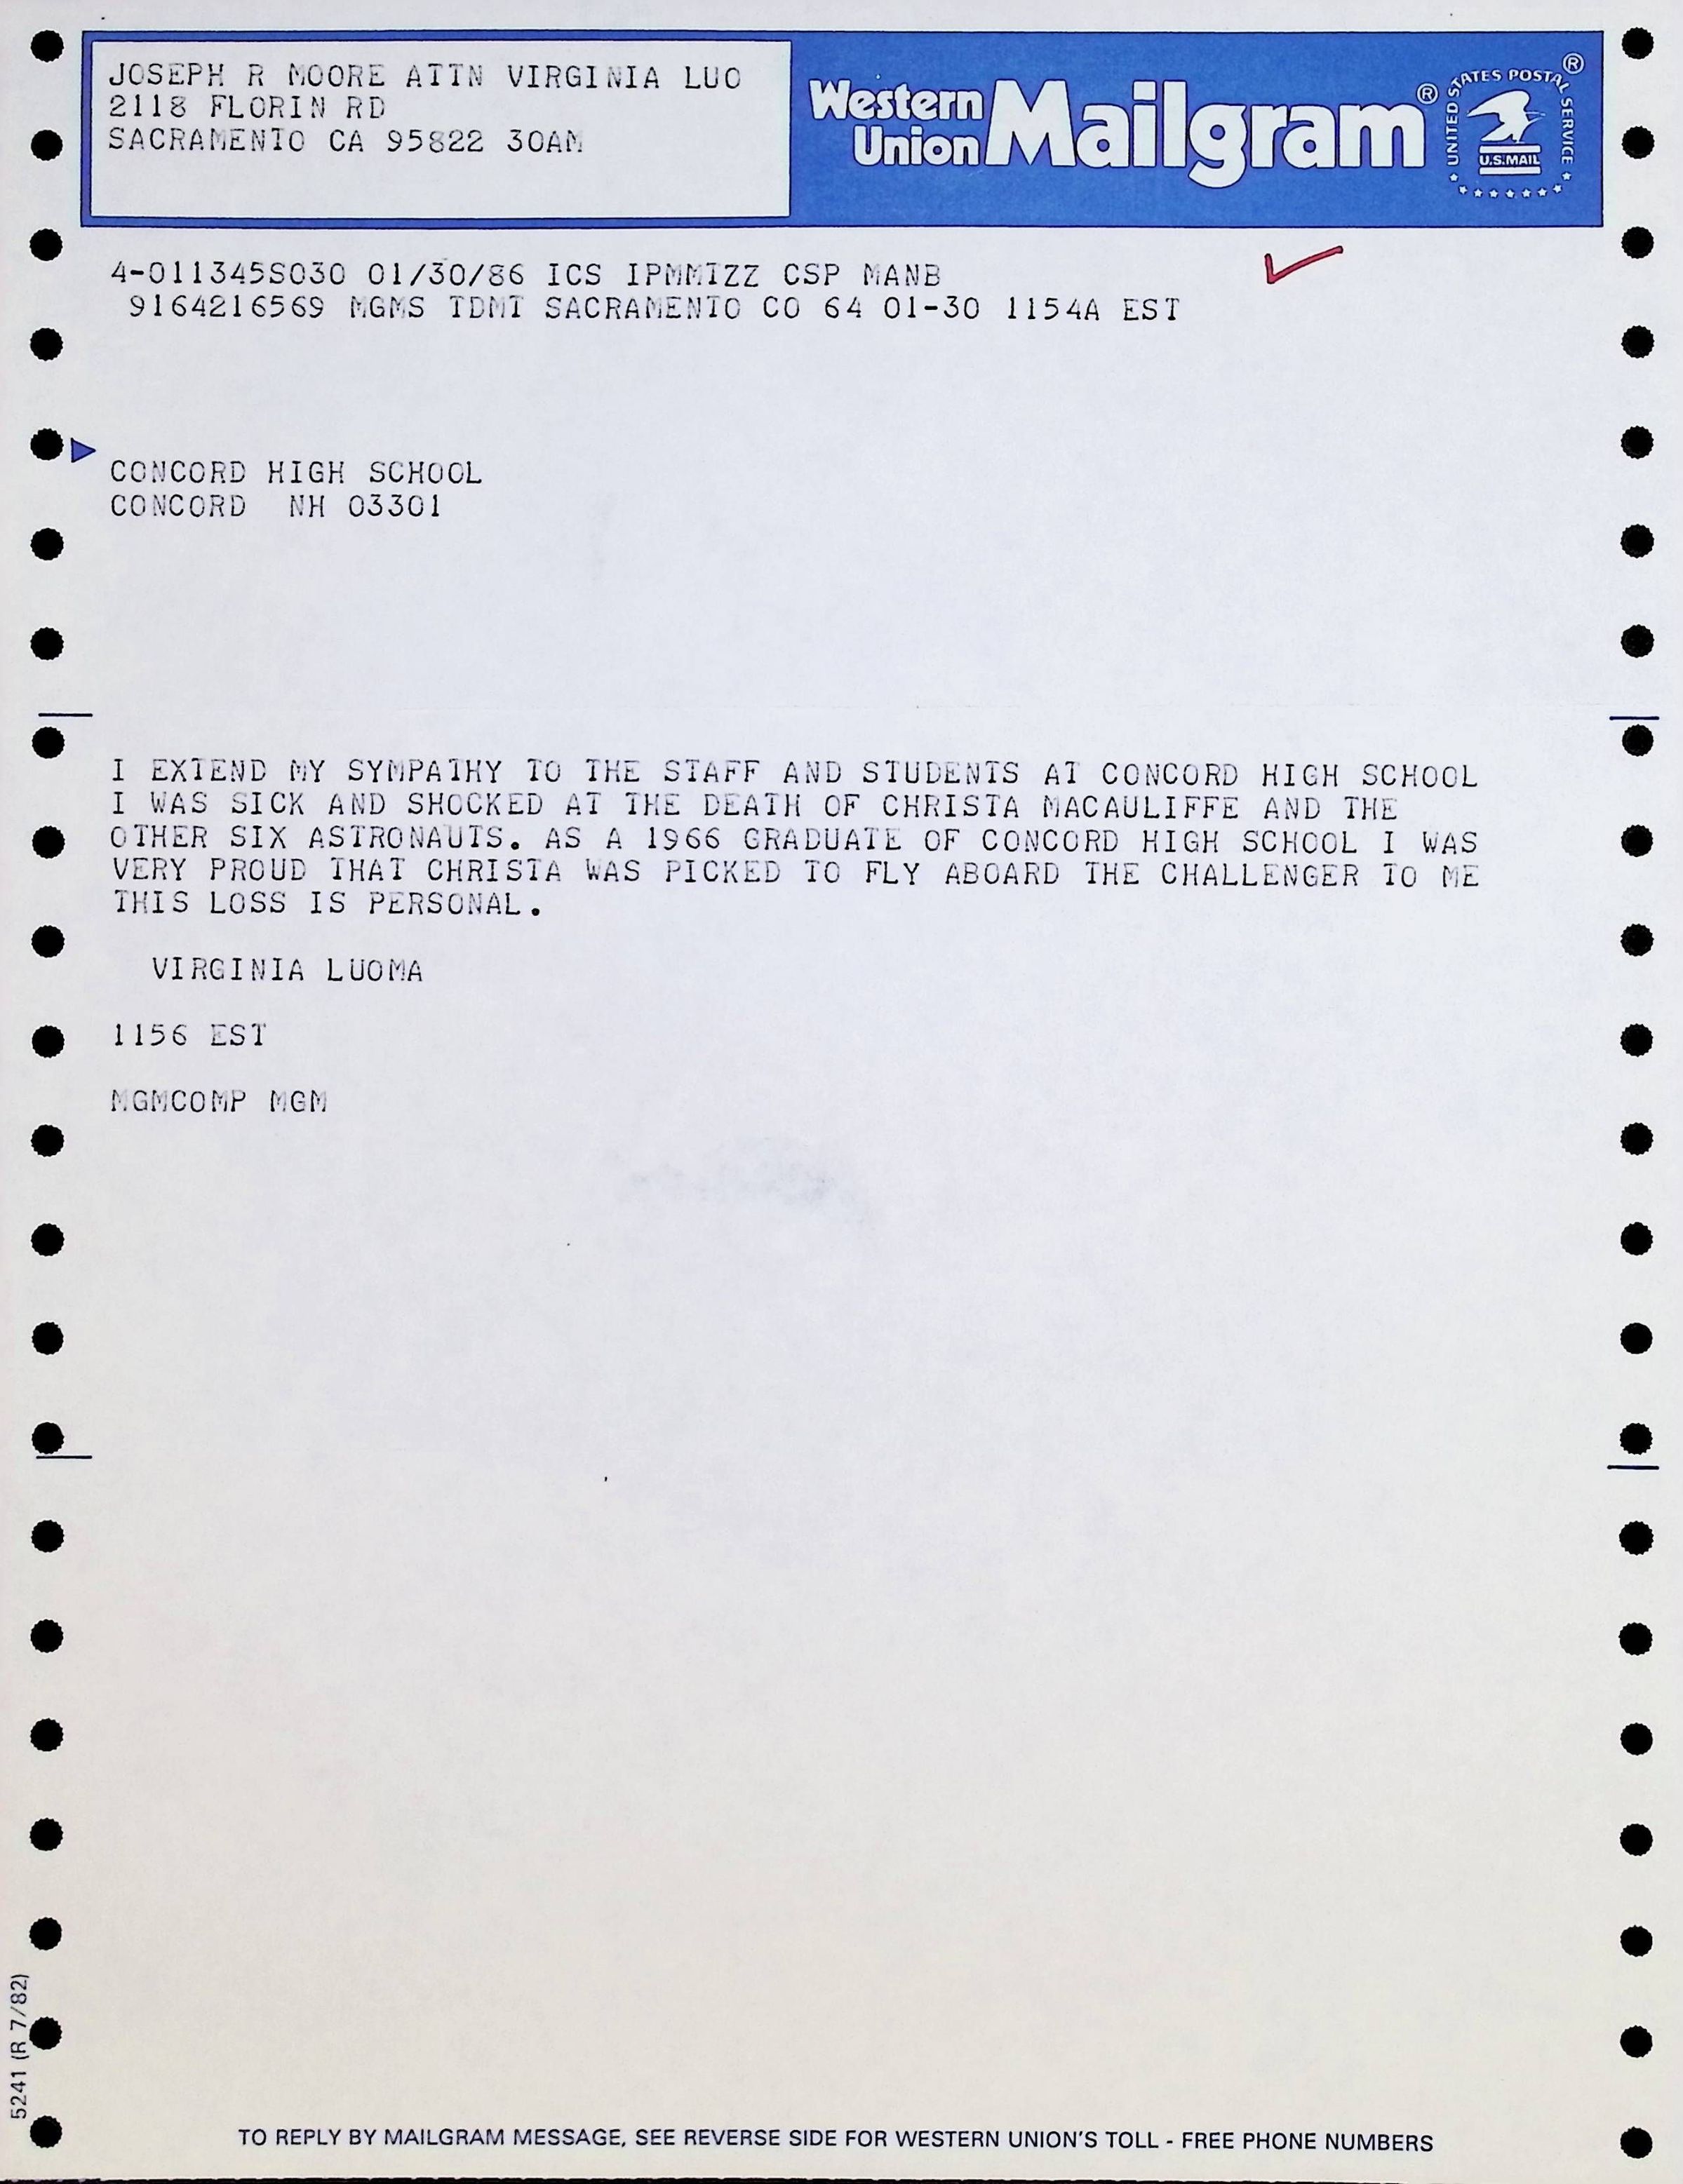 JOSEPH R MOORE ATTN VIRGINIA LUO
2118 FLORIN RD
SACRAMENTO CA 95822 30AM
Western Union Mailgram®
UNITED STATES POSTAL SERVICE ®
U.S.MAIL
4-011345S030 01/30/86 ICS IPMMTZZ CSP MANB
9164216569 MGMS TDMT SACRAMENTO CO 64 01-30 1154A EST
CONCORD HIGH SCHOOL
CONCORD NH 03301
I EXTEND MY SYMPATHY TO THE STAFF AND STUDENTS AT CONCORD HIGH SCHOOL
I WAS SICK AND SHOCKED AT THE DEATH OF CHRISTA MACAULIFFE AND THE
OTHER SIX ASTRONAUTS. AS A 1966 GRADUATE OF CONCORD HIGH SCHOOL I WAS
VERY PROUD THAT CHRISTA WAS PICKED TO FLY ABOARD THE CHALLENGER TO ME
THIS LOSS IS PERSONAL.
VIRGINIA LUOMA
1156 EST
MGMCOMP MGM
5241 (R 7/82)
TO REPLY BY MAILGRAM MESSAGE, SEE REVERSE SIDE FOR WESTERN UNION'S TOLL - FREE PHONE NUMBERS